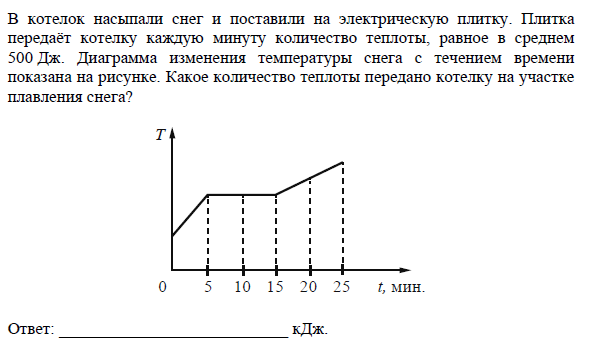 В котелок насыпали снег и поставили на электрическую плитку. Плитка
передаёт котелку каждую минуту количество теплоты, равное в среднем
500 Дж. Диаграмма изменения температуры снега с течением времени
показана на рисунке. Какое количество теплоты передано котелку на участке
плавления снега?
T
0 5 10 15 20 25 t, мин.
Ответ: ____________________________ кДж.